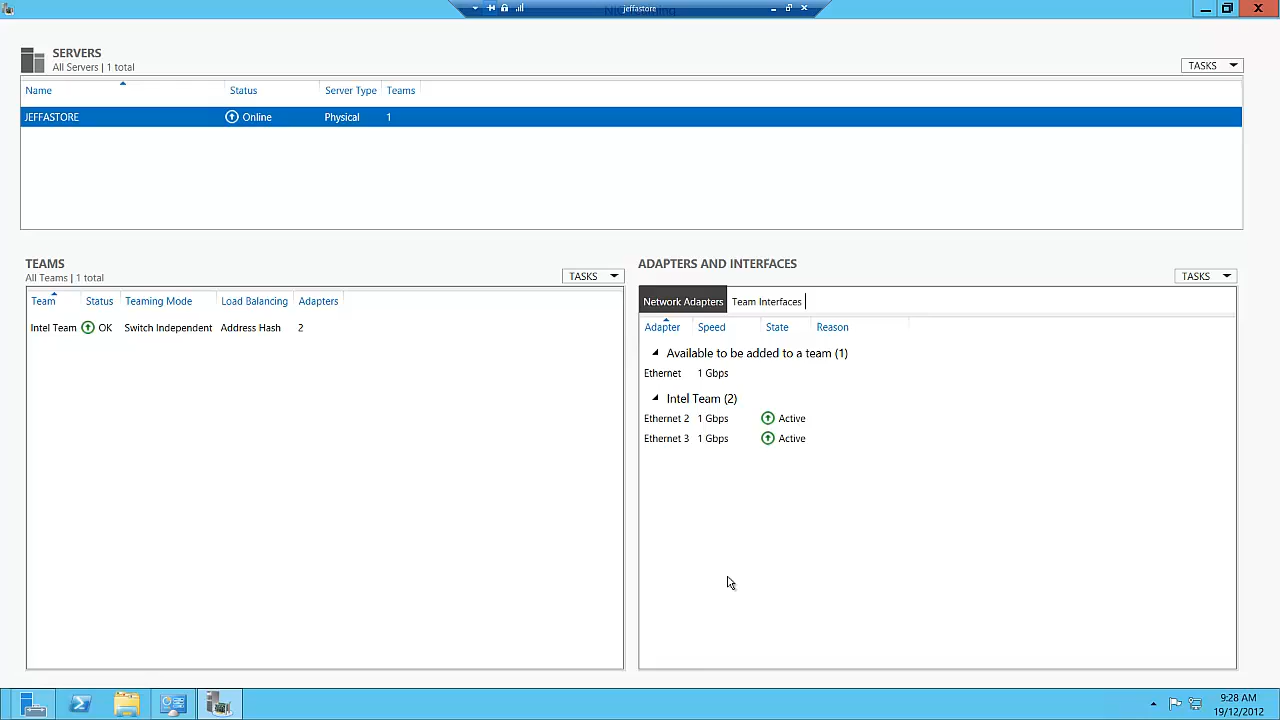 jeffastore
SERVERS
All Servers | 1 total
TASKS
Name Status Server Type Teams
JEFFASTORE Online Physical 1
TEAMS
All Teams | 1 total
TASKS
Team Status Teaming Mode Load Balancing Adapters
Intel Team OK Switch Independent Address Hash 2
ADAPTERS AND INTERFACES
TASKS
Network Adapters Team Interfaces
Adapter Speed State Reason
Available to be added to a team (1)
Ethernet 1 Gbps
Intel Team (2)
Ethernet 2 1 Gbps Active
Ethernet 3 1 Gbps Active
9:28 AM
19/12/2012